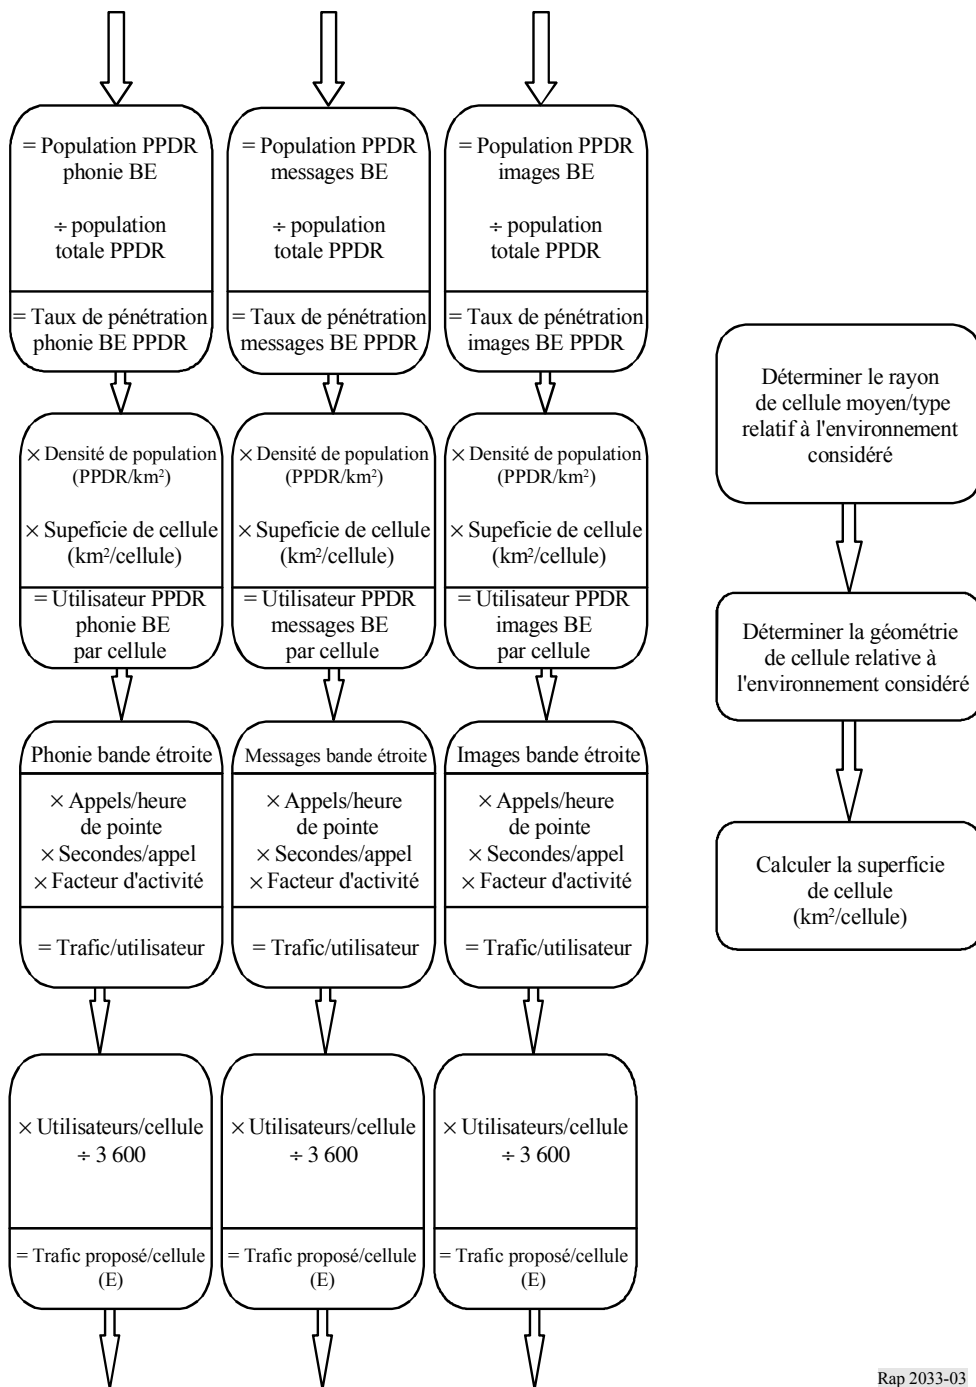 = Population PPDR
phonie BE
÷ population
totale PPDR
= Taux de pénétration
phonie BE PPDR
× Densité de population
(PPDR/km²)
× Supeficie de cellule
(km²/cellule)
= Utilisateur PPDR
phonie BE
par cellule
Phonie bande étroite
× Appels/heure
de pointe
× Secondes/appel
× Facteur d'activité
= Trafic/utilisateur
× Utilisateurs/cellule
÷ 3 600
= Trafic proposé/cellule
(E)
= Population PPDR
messages BE
÷ population
totale PPDR
= Taux de pénétration
messages BE PPDR
× Densité de population
(PPDR/km²)
× Supeficie de cellule
(km²/cellule)
= Utilisateur PPDR
messages BE
par cellule
Messages bande étroite
× Appels/heure
de pointe
× Secondes/appel
× Facteur d'activité
= Trafic/utilisateur
× Utilisateurs/cellule
÷ 3 600
= Trafic proposé/cellule
(E)
= Population PPDR
images BE
÷ population
totale PPDR
= Taux de pénétration
images BE PPDR
× Densité de population
(PPDR/km²)
× Supeficie de cellule
(km²/cellule)
= Utilisateur PPDR
images BE
par cellule
Images bande étroite
× Appels/heure
de pointe
× Secondes/appel
× Facteur d'activité
= Trafic/utilisateur
× Utilisateurs/cellule
÷ 3 600
= Trafic proposé/cellule
(E)
Déterminer le rayon
de cellule moyen/type
relatif à l'environnement
considéré
Déterminer la géométrie
de cellule relative à
l'environnement considéré
Calculer la superficie
de cellule
(km²/cellule)
Rap 2033-03